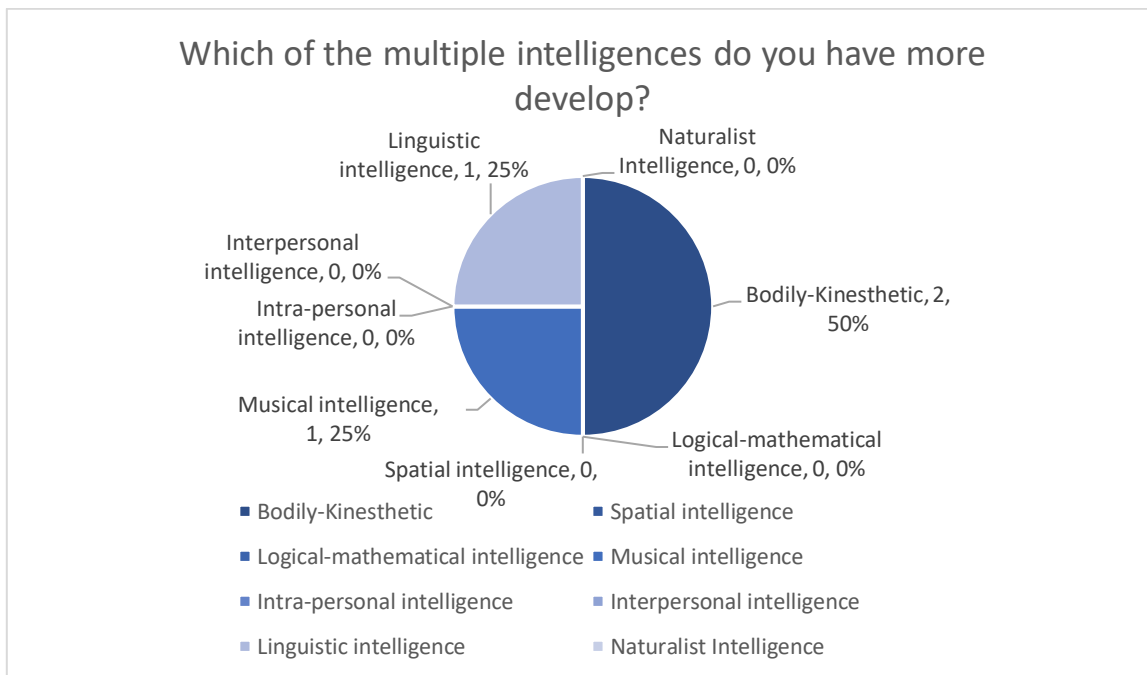 Which of the multiple intelligences do you have more
develop?
Linguistic
intelligence, 1, 25%
Naturalist
Intelligence, 0, 0%
Interpersonal
intelligence, 0, 0%
Intra-personal
intelligence, 0, 0%
Bodily-Kinesthetic, 2,
50%
Musical intelligence,
1, 25%
Logical-mathematical
intelligence, 0, 0%
Spatial intelligence, 0,
0%
Bodily-Kinesthetic
Spatial intelligence
Logical-mathematical intelligence
Musical intelligence
Intra-personal intelligence
Interpersonal intelligence
Linguistic intelligence
Naturalist Intelligence